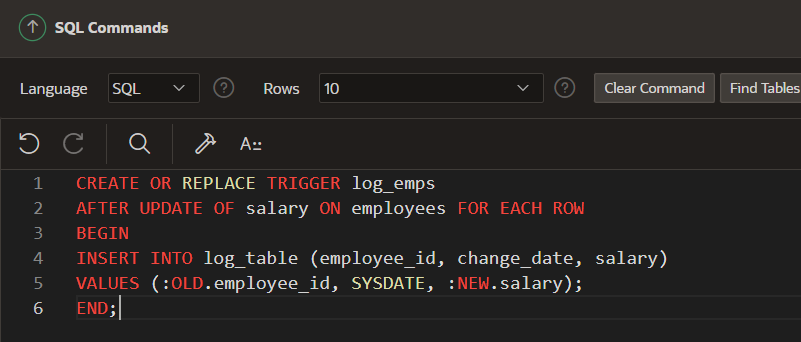 SQL Commands
Language SQL Rows 10 Clear Command Find Tables
A::
1 CREATE OR REPLACE TRIGGER log_emps
2 AFTER UPDATE OF salary ON employees FOR EACH ROW
3 BEGIN
4 INSERT INTO log_table (employee_id, change_date, salary)
5 VALUES (:OLD.employee_id, SYSDATE, :NEW.salary);
6 END;